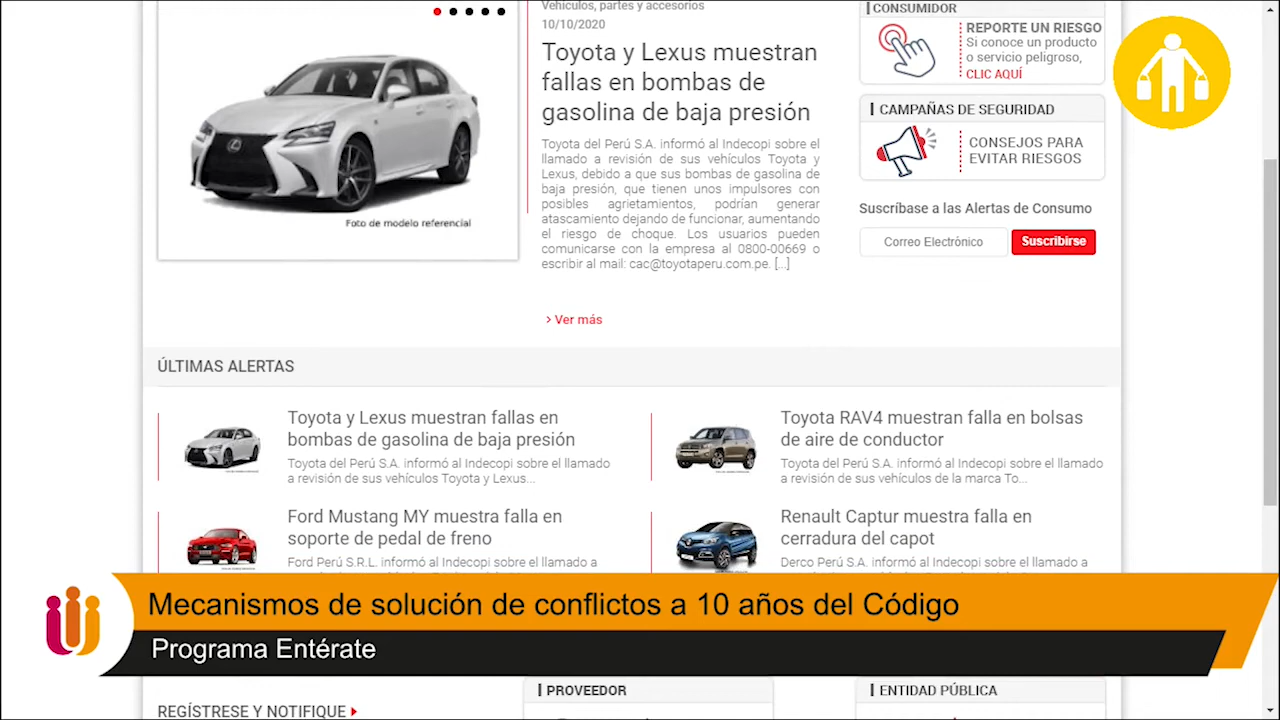 Vehículos, partes y accesorios
10/10/2020
Toyota y Lexus muestran
fallas en bombas de
gasolina de baja presión
Toyota del Perú S.A. informó al Indecopi sobre el
llamado a revisión de sus vehículos Toyota y
Lexus, debido a que sus bombas de gasolina de
baja presión, que tienen unos impulsores con
posibles agrietamientos, podrían generar
atascamiento dejando de funcionar, aumentando
el riesgo de choque. Los usuarios pueden
comunicarse con la empresa al 0800-00669 o
escribir al mail: cac@toyotaperu.com.pe. [...]
> Ver más
Foto de modelo referencial
CONSUMIDOR
REPORTE UN RIESGO
Si conoce un producto
o servicio peligroso,
CLIC AQUÍ
CAMPAÑAS DE SEGURIDAD
CONSEJOS PARA
EVITAR RIESGOS
Suscríbase a las Alertas de Consumo
Correo Electrónico
Suscribirse
ÚLTIMAS ALERTAS
Toyota y Lexus muestran fallas en
bombas de gasolina de baja presión
Toyota del Perú S.A. informó al Indecopi sobre el llamado
a revisión de sus vehículos Toyota y Lexus...
Toyota RAV4 muestran falla en bolsas
de aire de conductor
Toyota del Perú S.A. informó al Indecopi sobre el llamado
a revisión de sus vehículos de la marca To...
Ford Mustang MY muestra falla en
soporte de pedal de freno
Ford Perú S.R.L. informó al Indecopi sobre el llamado a
Renault Captur muestra falla en
cerradura del capot
Derco Perú S.A. informó al Indecopi sobre el llamado a
Mecanismos de solución de conflictos a 10 años del Código
Programa Entérate
REGÍSTRESE Y NOTIFIQUE
PROVEEDOR
ENTIDAD PÚBLICA